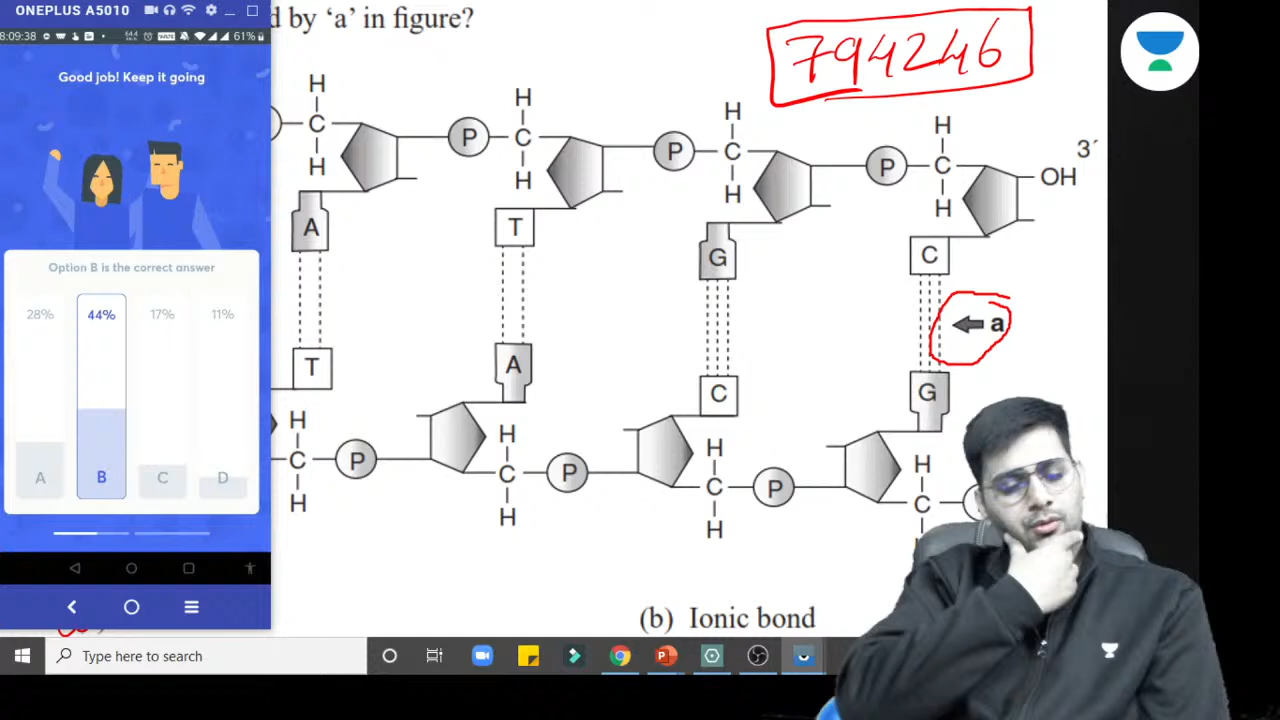 ONEPLUS A5010
8:09:38
61%
Good job! Keep it going
Option B is the correct answer
28% 44% 17% 11%
A B C D
d by 'a' in figure?
794246
H H H H
C P C P C P C OH 3´
H H H H
A T G C
a
T A C G
H H H H
C P C P C P C
H H H
(b) Ionic bond
Type here to search